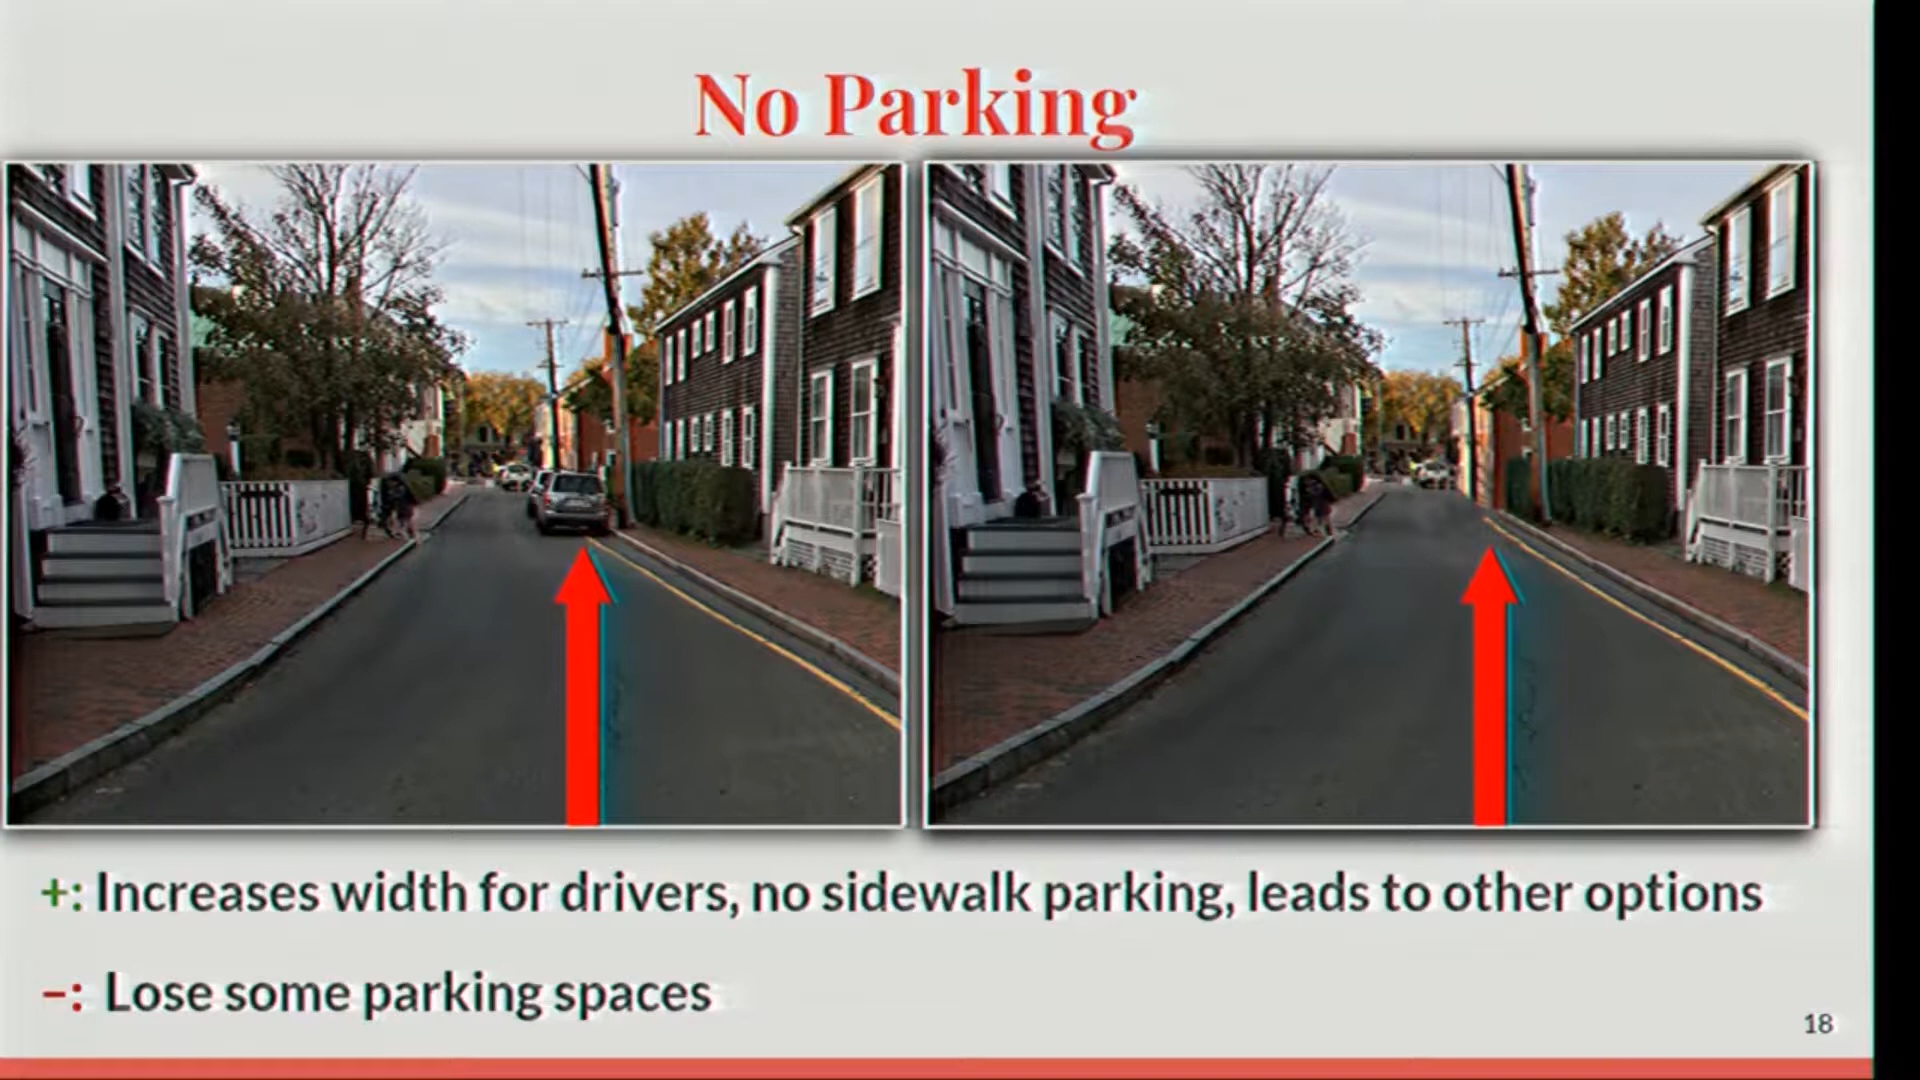 No Parking
+: Increases width for drivers, no sidewalk parking, leads to other options
–: Lose some parking spaces
18